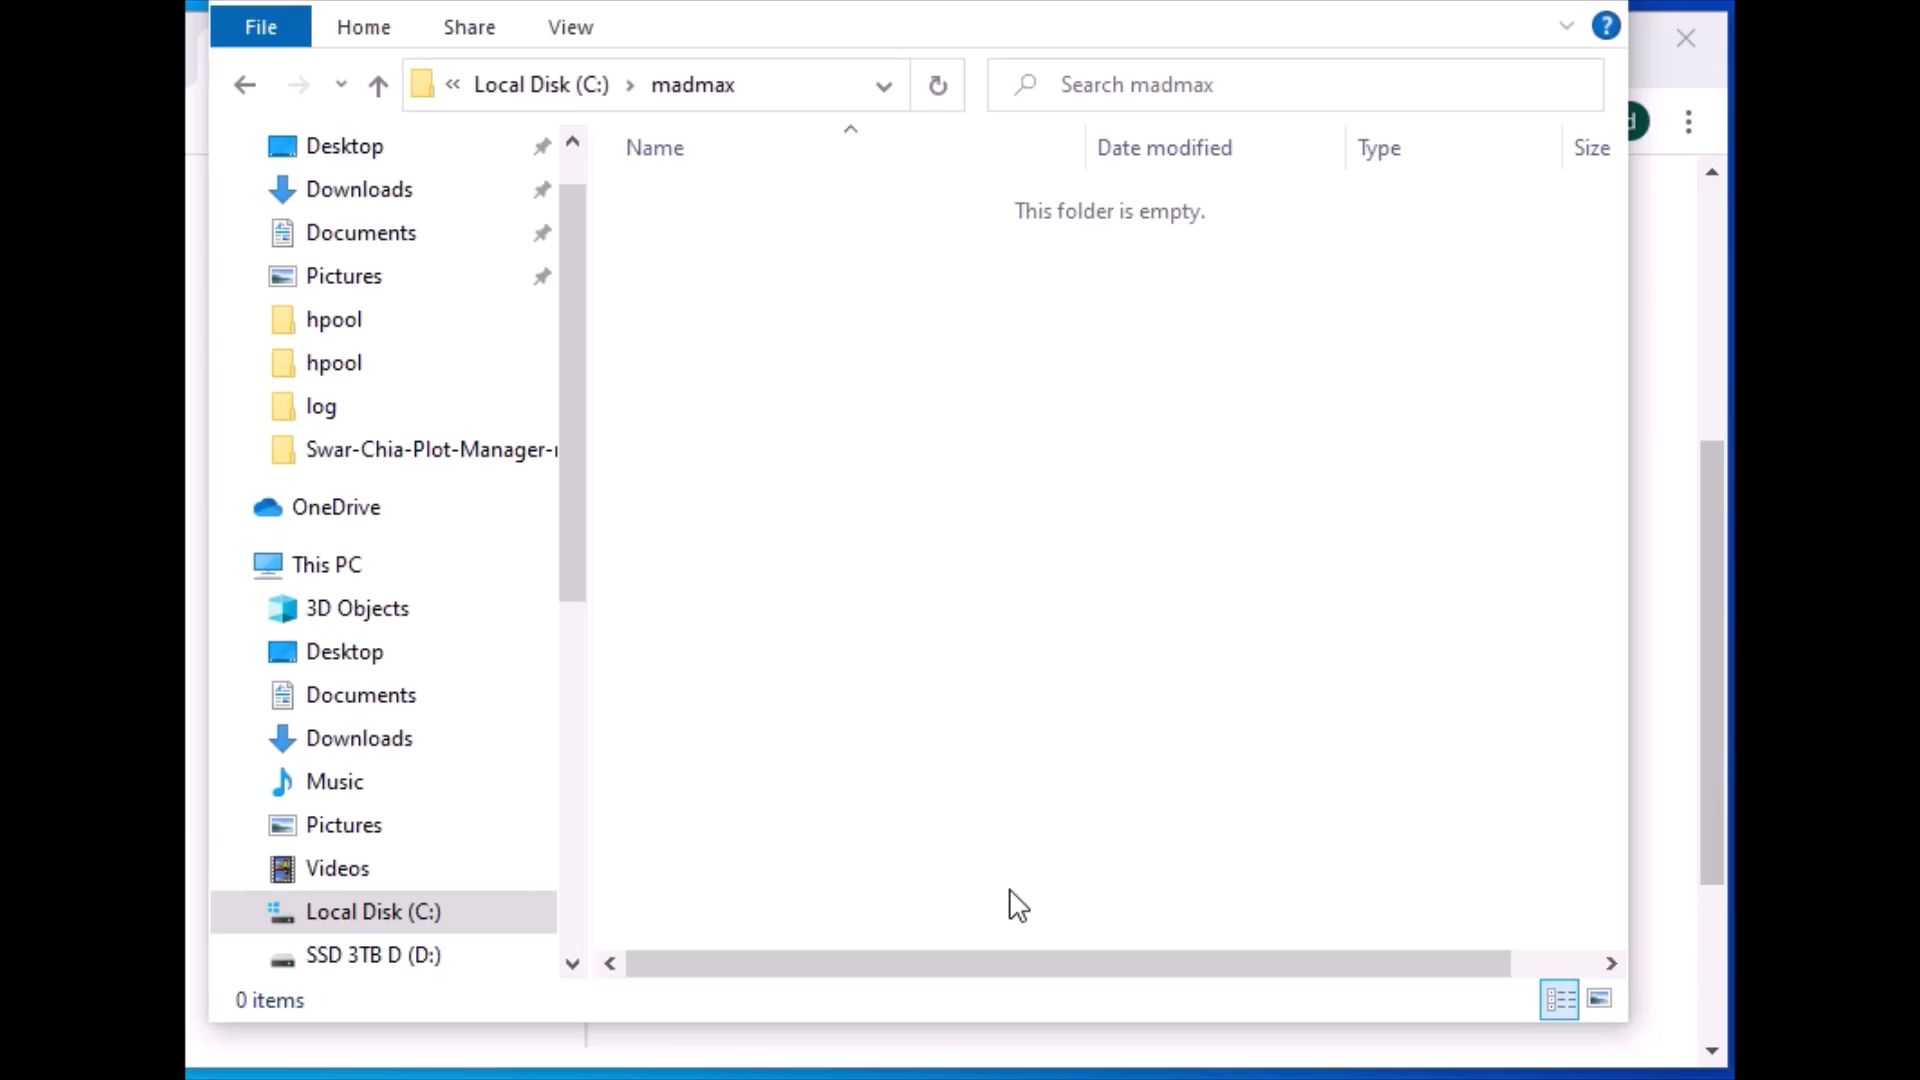 File Home Share View
?
« Local Disk (C:) › madmax
Search madmax
Name Date modified Type Size
This folder is empty.
Desktop
Downloads
Documents
Pictures
hpool
hpool
log
Swar-Chia-Plot-Manager-
OneDrive
This PC
3D Objects
Desktop
Documents
Downloads
Music
Pictures
Videos
Local Disk (C:)
SSD 3TB D (D:)
0 items